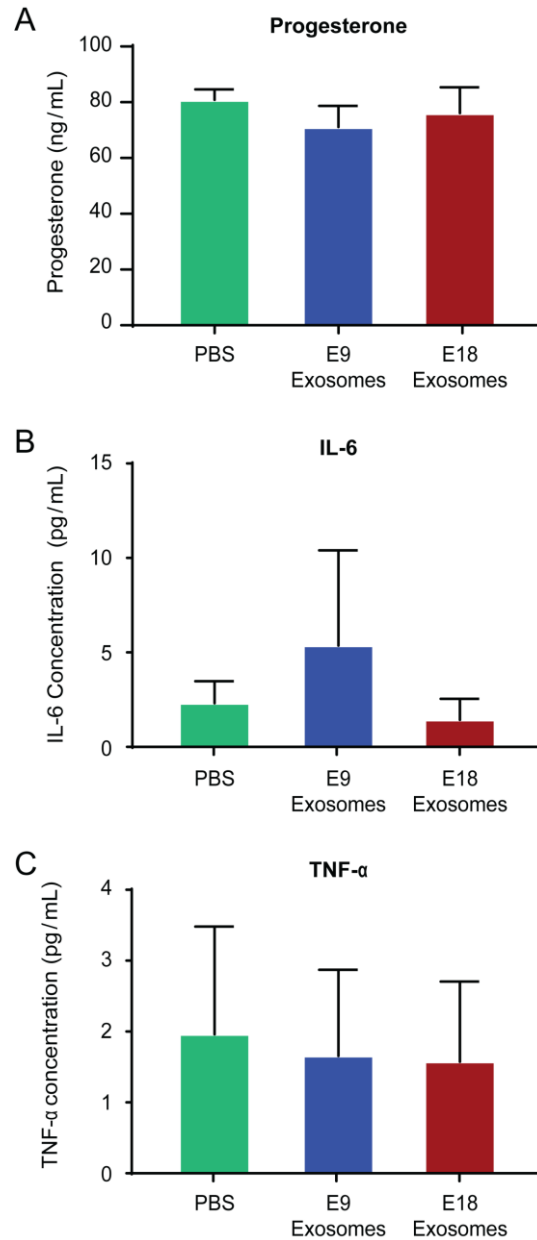 A
Progesterone
Progesterone (ng/mL)
100
80
60
40
20
0
PBS
E9
Exosomes
E18
Exosomes
B
IL-6
IL-6 Concentration (pg/mL)
15
10
5
0
PBS
E9
Exosomes
E18
Exosomes
C
TNF-α
TNF-α concentration (pg/mL)
4
3
2
1
0
PBS
E9
Exosomes
E18
Exosomes